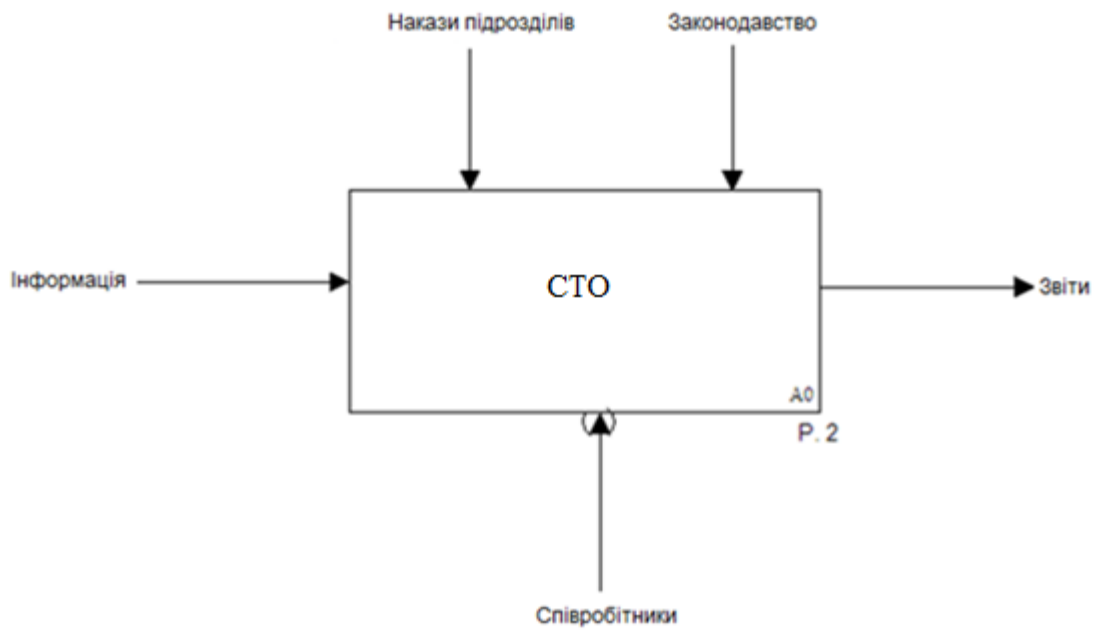 Накази підрозділів
Законодавство
Інформація
СТО
Звіти
A0
P. 2
Співробітники